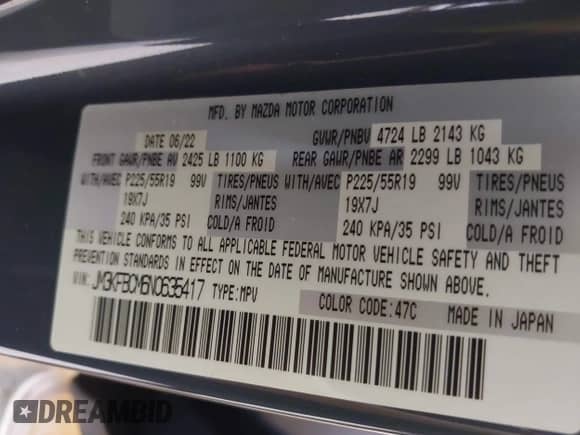 MFD. BY MAZDA MOTOR CORPORATION
DATE 06/22 GVWR/PNBV 4724 LB 2143 KG
FRONT GAWR/PNBE AV 2425 LB 1100 KG REAR GAWR/PNBE AR 2299 LB 1043 KG
WITH/AVEC P225/55R19 99V TIRES/PNEUS WITH/AVEC P225/55R19 99V TIRES/PNEUS
19X7J RIMS/JANTES 19X7J RIMS/JANTES
240 KPA/35 PSI COLD/A FROID 240 KPA/35 PSI COLD/A FROID
THIS VEHICLE CONFORMS TO ALL APPLICABLE FEDERAL MOTOR VEHICLE SAFETY AND THEFT
PREVENTION STANDARDS IN EFFECT ON THE DATE OF MANUFACTURE SHOWN ABOVE.
VIN: JM3KFBCM6N0635417 TYPE:MPV COLOR CODE:47C MADE IN JAPAN
DREAMBID